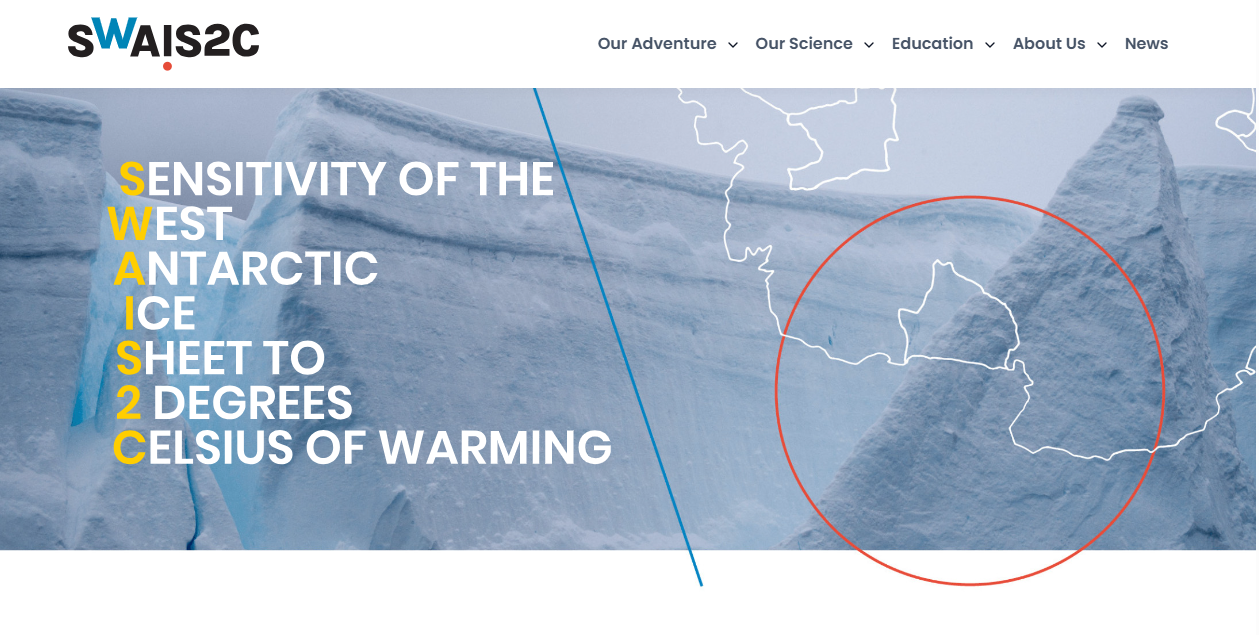 SWAIS2C
Our Adventure Our Science Education About Us News
SENSITIVITY OF THE
WEST
ANTARCTIC
ICE
SHEET TO
2 DEGREES
CELSIUS OF WARMING